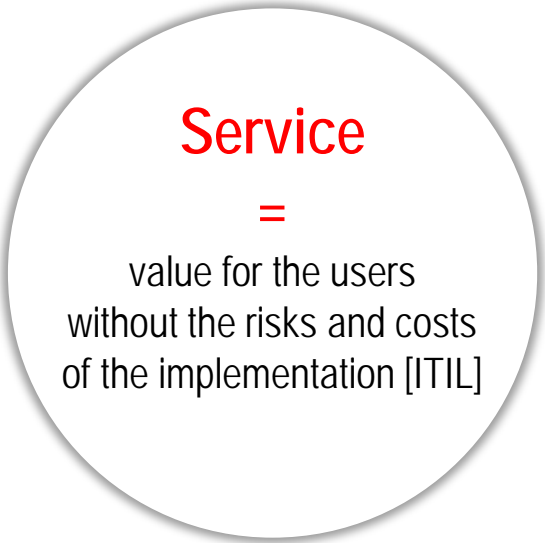 Service
=
value for the users
without the risks and costs
of the implementation [ITIL]